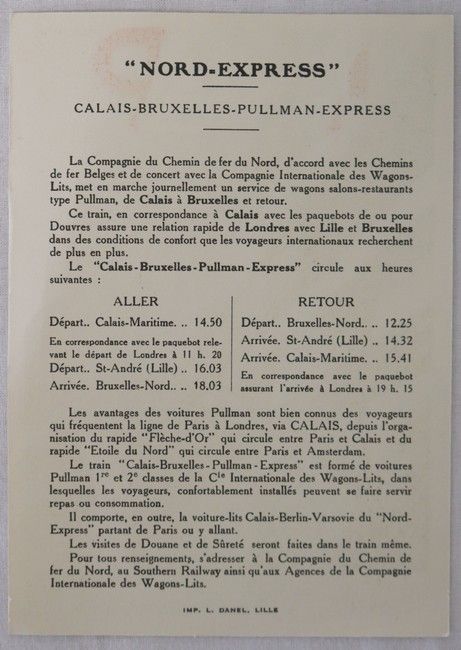 "NORD-EXPRESS"
CALAIS-BRUXELLES-PULLMAN-EXPRESS
La Compagnie du Chemin de fer du Nord, d'accord avec les Chemins
de fer Belges et de concert avec la Compagnie Internationale des Wagons-
Lits, met en marche journellement un service de wagons salons-restaurants
type Pullman, de Calais à Bruxelles et retour.
Ce train, en correspondance à Calais avec les paquebots de ou pour
Douvres assure une relation rapide de Londres avec Lille et Bruxelles
dans des conditions de confort que les voyageurs internationaux recherchent
de plus en plus.
Le "Calais-Bruxelles-Pullman-Express" circule aux heures
suivantes :
ALLER
Départ.. Calais-Maritime. .. 14.50
En correspondance avec le paquebot rele-
vant le départ de Londres à 11 h. 20
Départ.. St-André (Lille) .. 16.03
Arrivée. Bruxelles-Nord.. .. 18.03
RETOUR
Départ.. Bruxelles-Nord.. .. 12.25
Arrivée. St-André (Lille) .. 14.32
Arrivée. Calais-Maritime. .. 15.41
En correspondance avec le paquebot
assurant l'arrivée à Londres à 19 h. 15
Les avantages des voitures Pullman sont bien connus des voyageurs
qui fréquentent la ligne de Paris à Londres, via CALAIS, depuis l'orga-
nisation du rapide "Flèche-d'Or" qui circule entre Paris et Calais et du
rapide "Etoile du Nord" qui circule entre Paris et Amsterdam.
Le train "Calais-Bruxelles-Pullman-Express" est formé de voitures
Pullman 1re et 2e classes de la Cie Internationale des Wagons-Lits, dans
lesquelles les voyageurs, confortablement installés peuvent se faire servir
repas ou consommation.
Il comporte, en outre, la voiture-lits Calais-Berlin-Varsovie du "Nord-
Express" partant de Paris ou y allant.
Les visites de Douane et de Sûreté seront faites dans le train même.
Pour tous renseignements, s'adresser à la Compagnie du Chemin de
fer du Nord, au Southern Railway ainsi qu'aux Agences de la Compagnie
Internationale des Wagons-Lits.
IMP. L. DANEL, LILLE